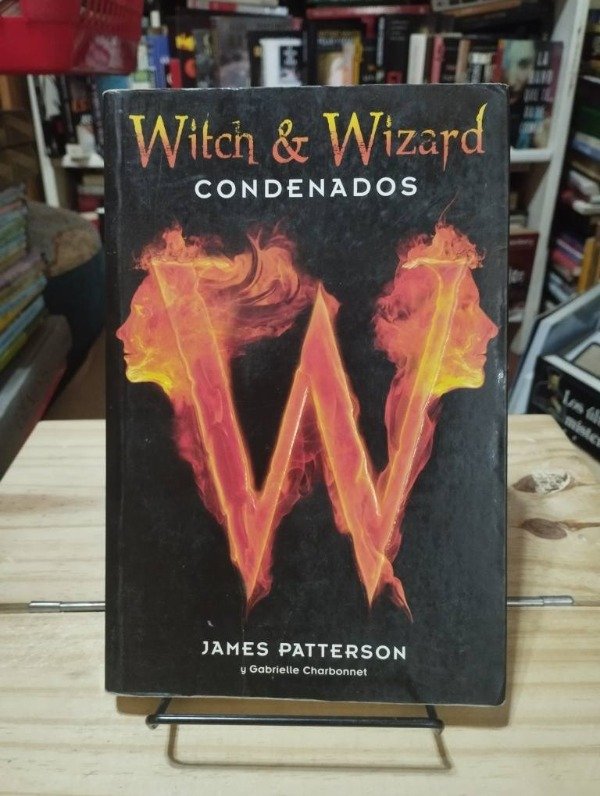 Witch & Wizard
CONDENADOS
W
JAMES PATTERSON
y Gabrielle Charbonnet